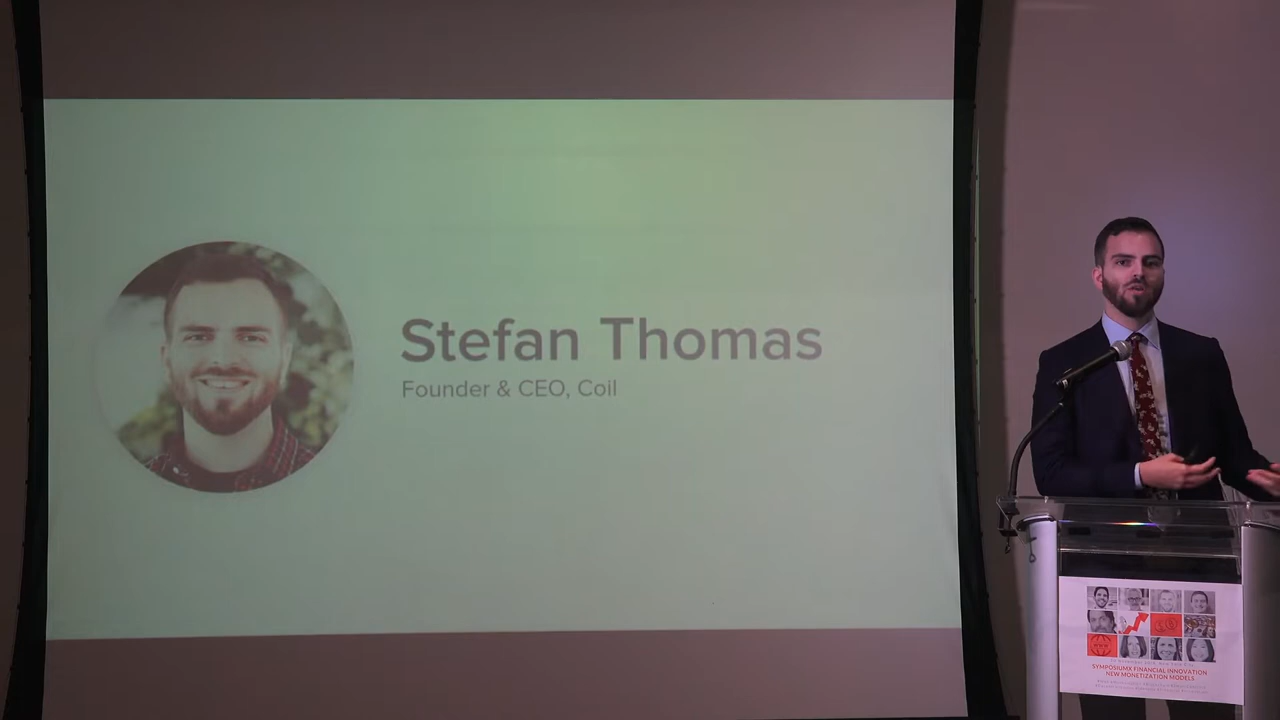 Stefan Thomas
Founder & CEO, Coil
SYMPOSIUMX FINANCIAL INNOVATION
NEW MONETIZATION MODELS